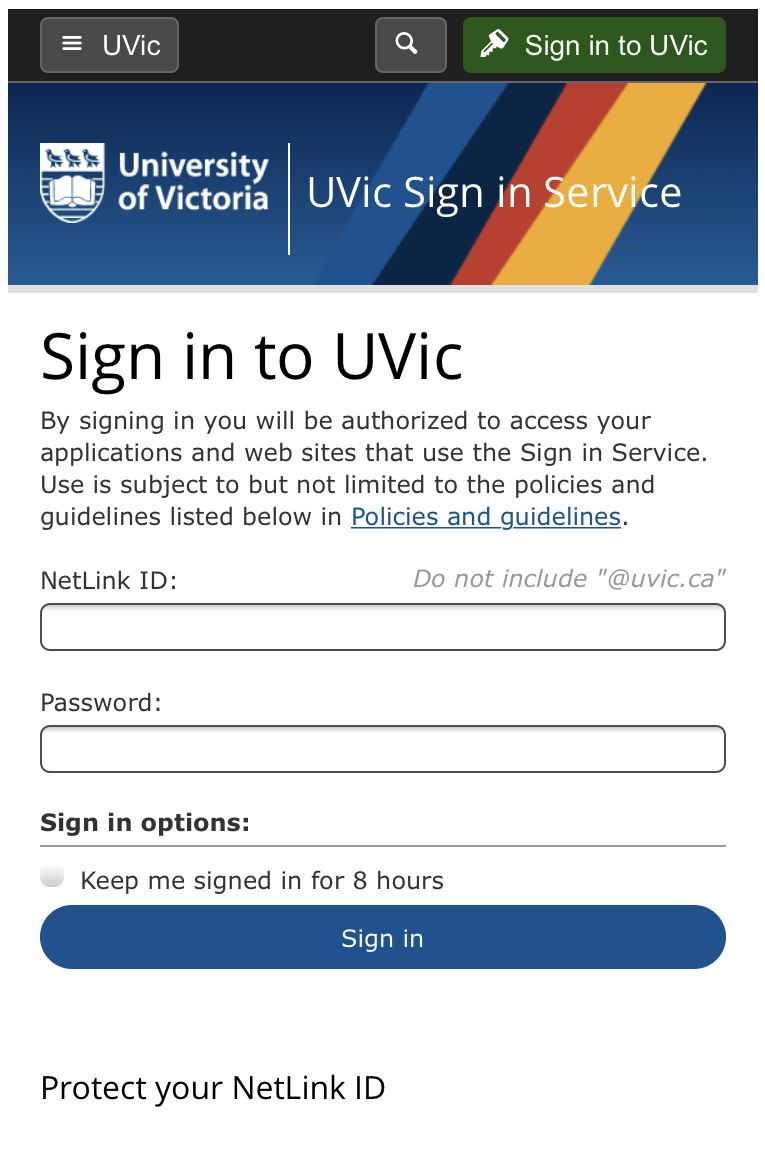 UVic
Sign in to UVic
University
of Victoria
UVic Sign in Service
Sign in to UVic
By signing in you will be authorized to access your
applications and web sites that use the Sign in Service.
Use is subject to but not limited to the policies and
guidelines listed below in Policies and guidelines.
NetLink ID:
Do not include "@uvic.ca"
Password:
Sign in options:
Keep me signed in for 8 hours
Sign in
Protect your NetLink ID